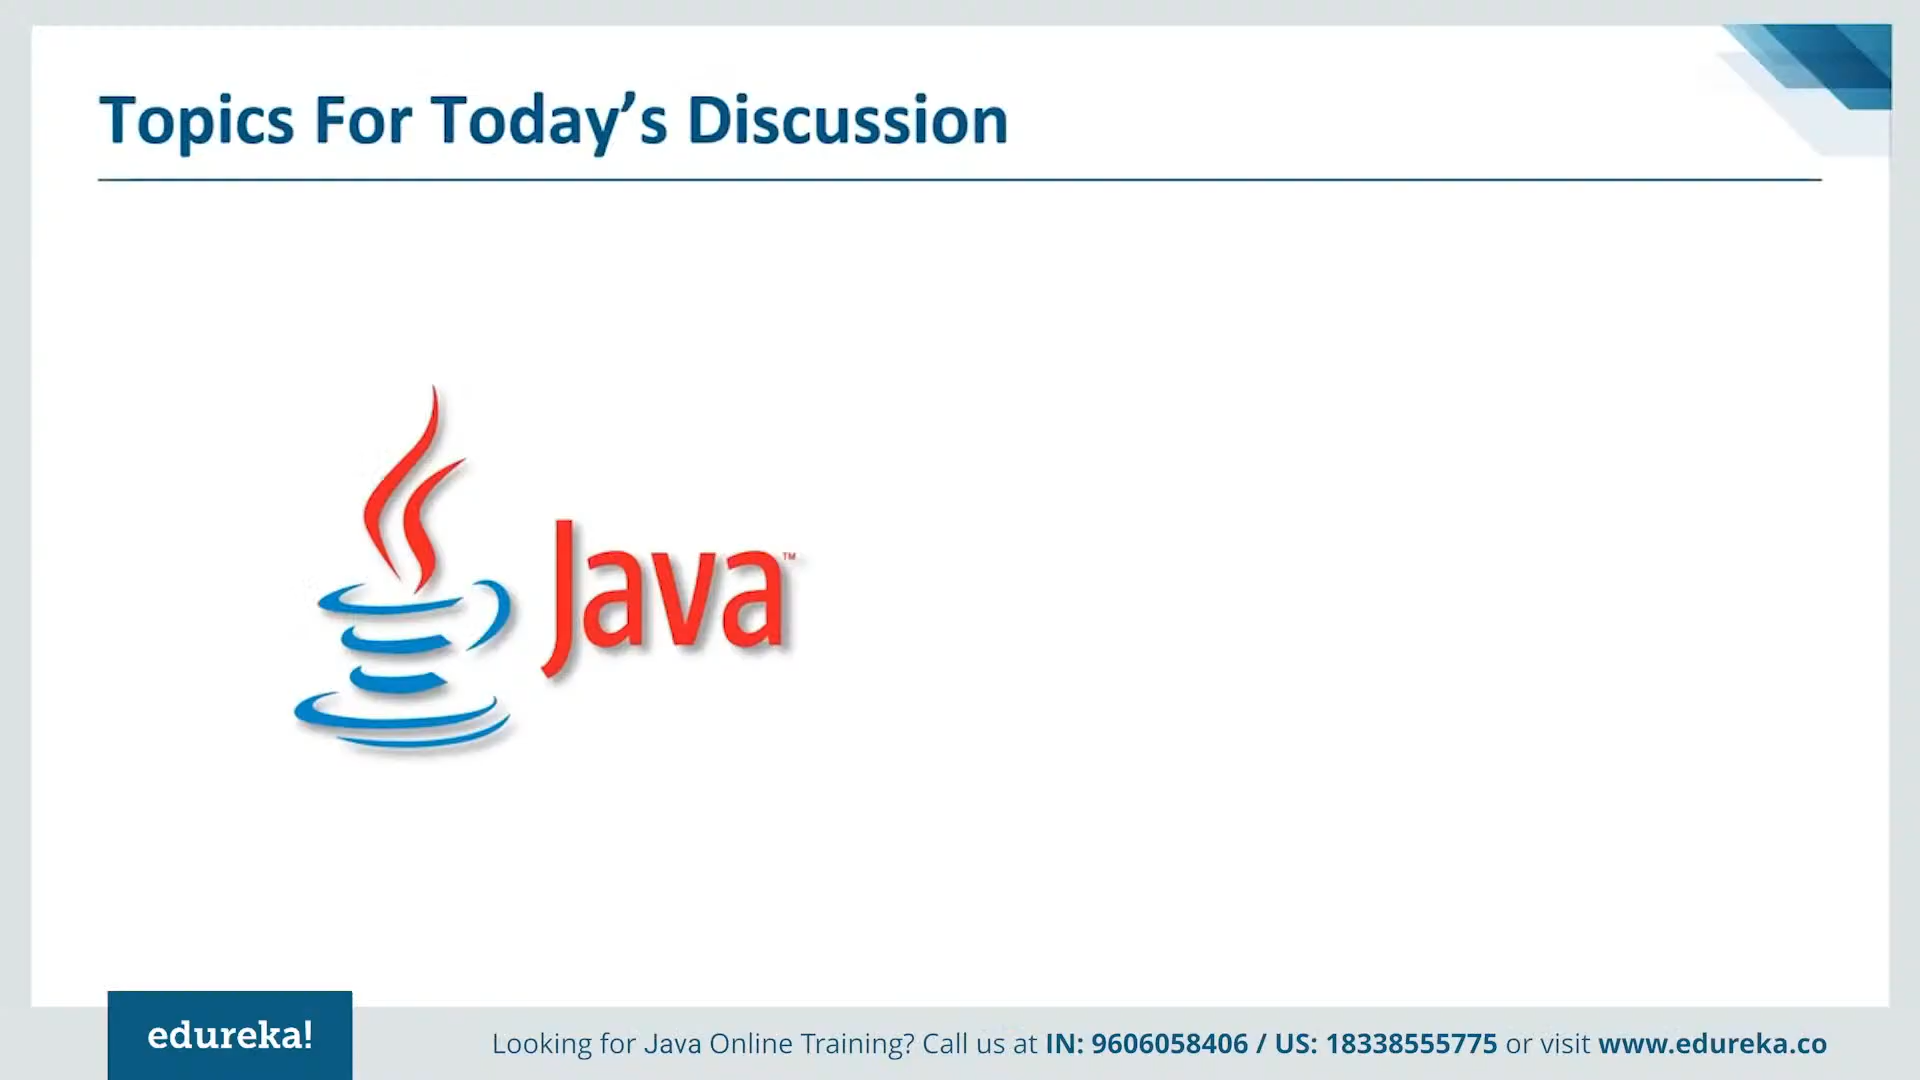 Topics For Today’s Discussion
Java™
edureka!
Looking for Java Online Training? Call us at IN: 9606058406 / US: 18338555775 or visit www.edureka.co